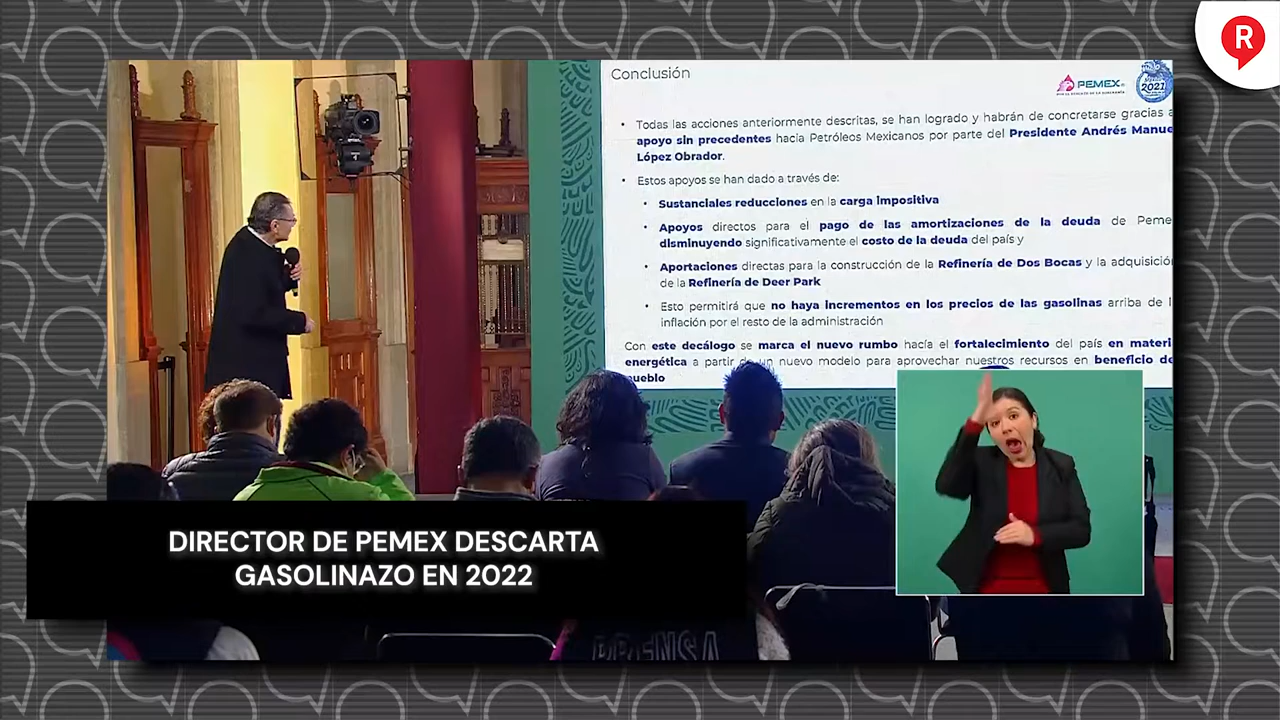 R
Conclusión
PEMEX
2021
Todas las acciones anteriormente descritas, se han logrado y habrán de concretarse gracias a
apoyo sin precedentes hacia Petróleos Mexicanos por parte del Presidente Andrés Manue
López Obrador.
Estos apoyos se han dado a través de:
Sustanciales reducciones en la carga impositiva
Apoyos directos para el pago de las amortizaciones de la deuda de Peme
disminuyendo significativamente el costo de la deuda del país y
Aportaciones directas para la construcción de la Refinería de Dos Bocas y la adquisición
de la Refinería de Deer Park
Esto permitirá que no haya incrementos en los precios de las gasolinas arriba de l
inflación por el resto de la administración
Con este decálogo se marca el nuevo rumbo hacía el fortalecimiento del país en materi
energética a partir de un nuevo modelo para aprovechar nuestros recursos en beneficio de
pueblo
DIRECTOR DE PEMEX DESCARTA
GASOLINAZO EN 2022
PRENSA